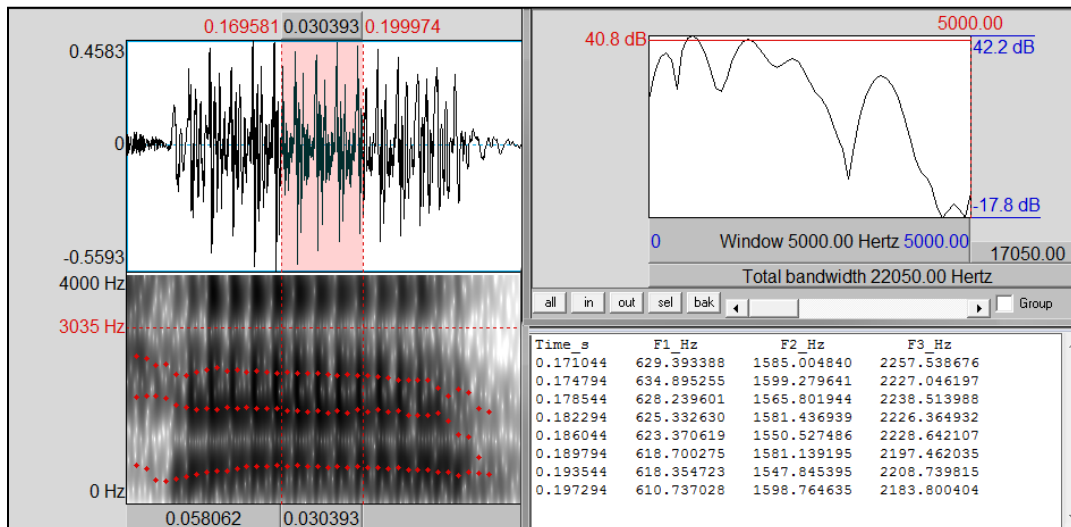 0.169581 0.030393 0.199974
0.4583
0
-0.5593
4000 Hz
3035 Hz
0 Hz
0.058062 0.030393
5000.00
40.8 dB
42.2 dB
-17.8 dB
0 Window 5000.00 Hertz 5000.00
17050.00
Total bandwidth 22050.00 Hertz
all in out sel bak Group
Time_s F1_Hz F2_Hz F3_Hz
0.171044 629.393388 1585.004840 2257.538676
0.174794 634.895255 1599.279641 2227.046197
0.178544 628.239601 1565.801944 2238.513988
0.182294 625.332630 1581.436939 2226.364932
0.186044 623.370619 1550.527486 2228.642107
0.189794 618.700275 1581.139195 2197.462035
0.193544 618.354723 1547.845395 2208.739815
0.197294 610.737028 1598.764635 2183.800404